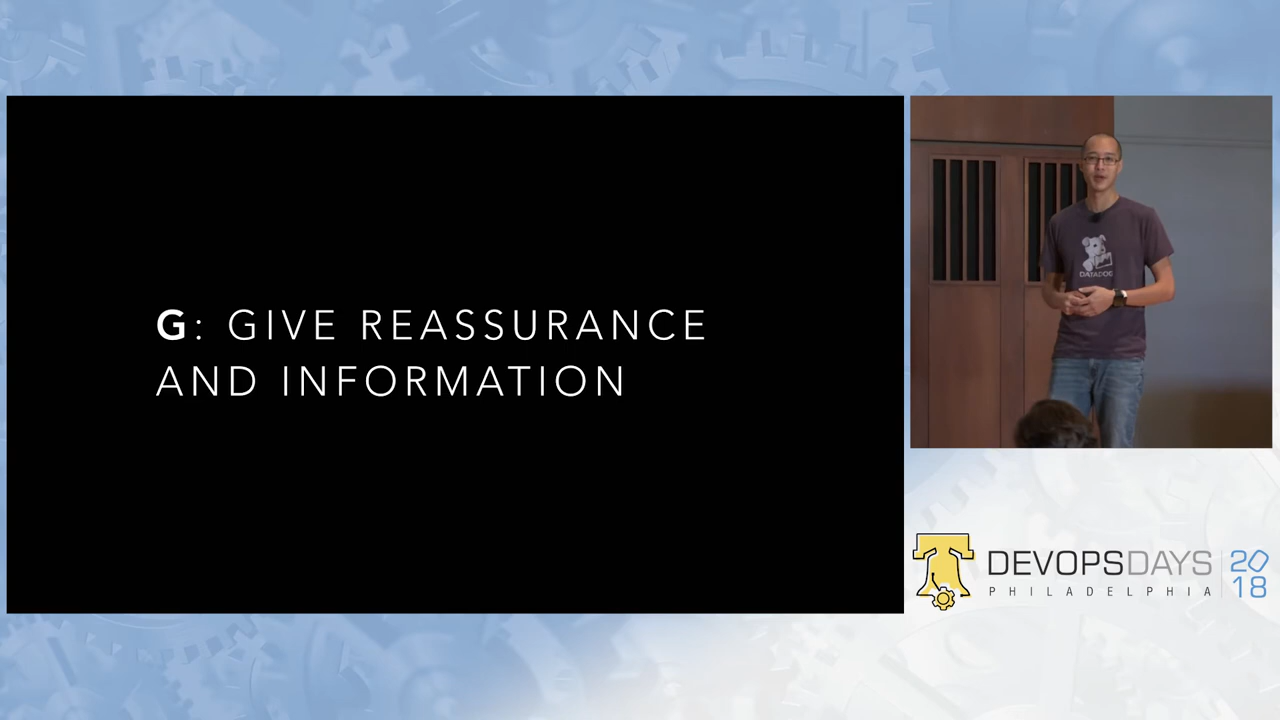 G: GIVE REASSURANCE
AND INFORMATION
DATADOG
DEVOPSDAYS
PHILADELPHIA
20
18